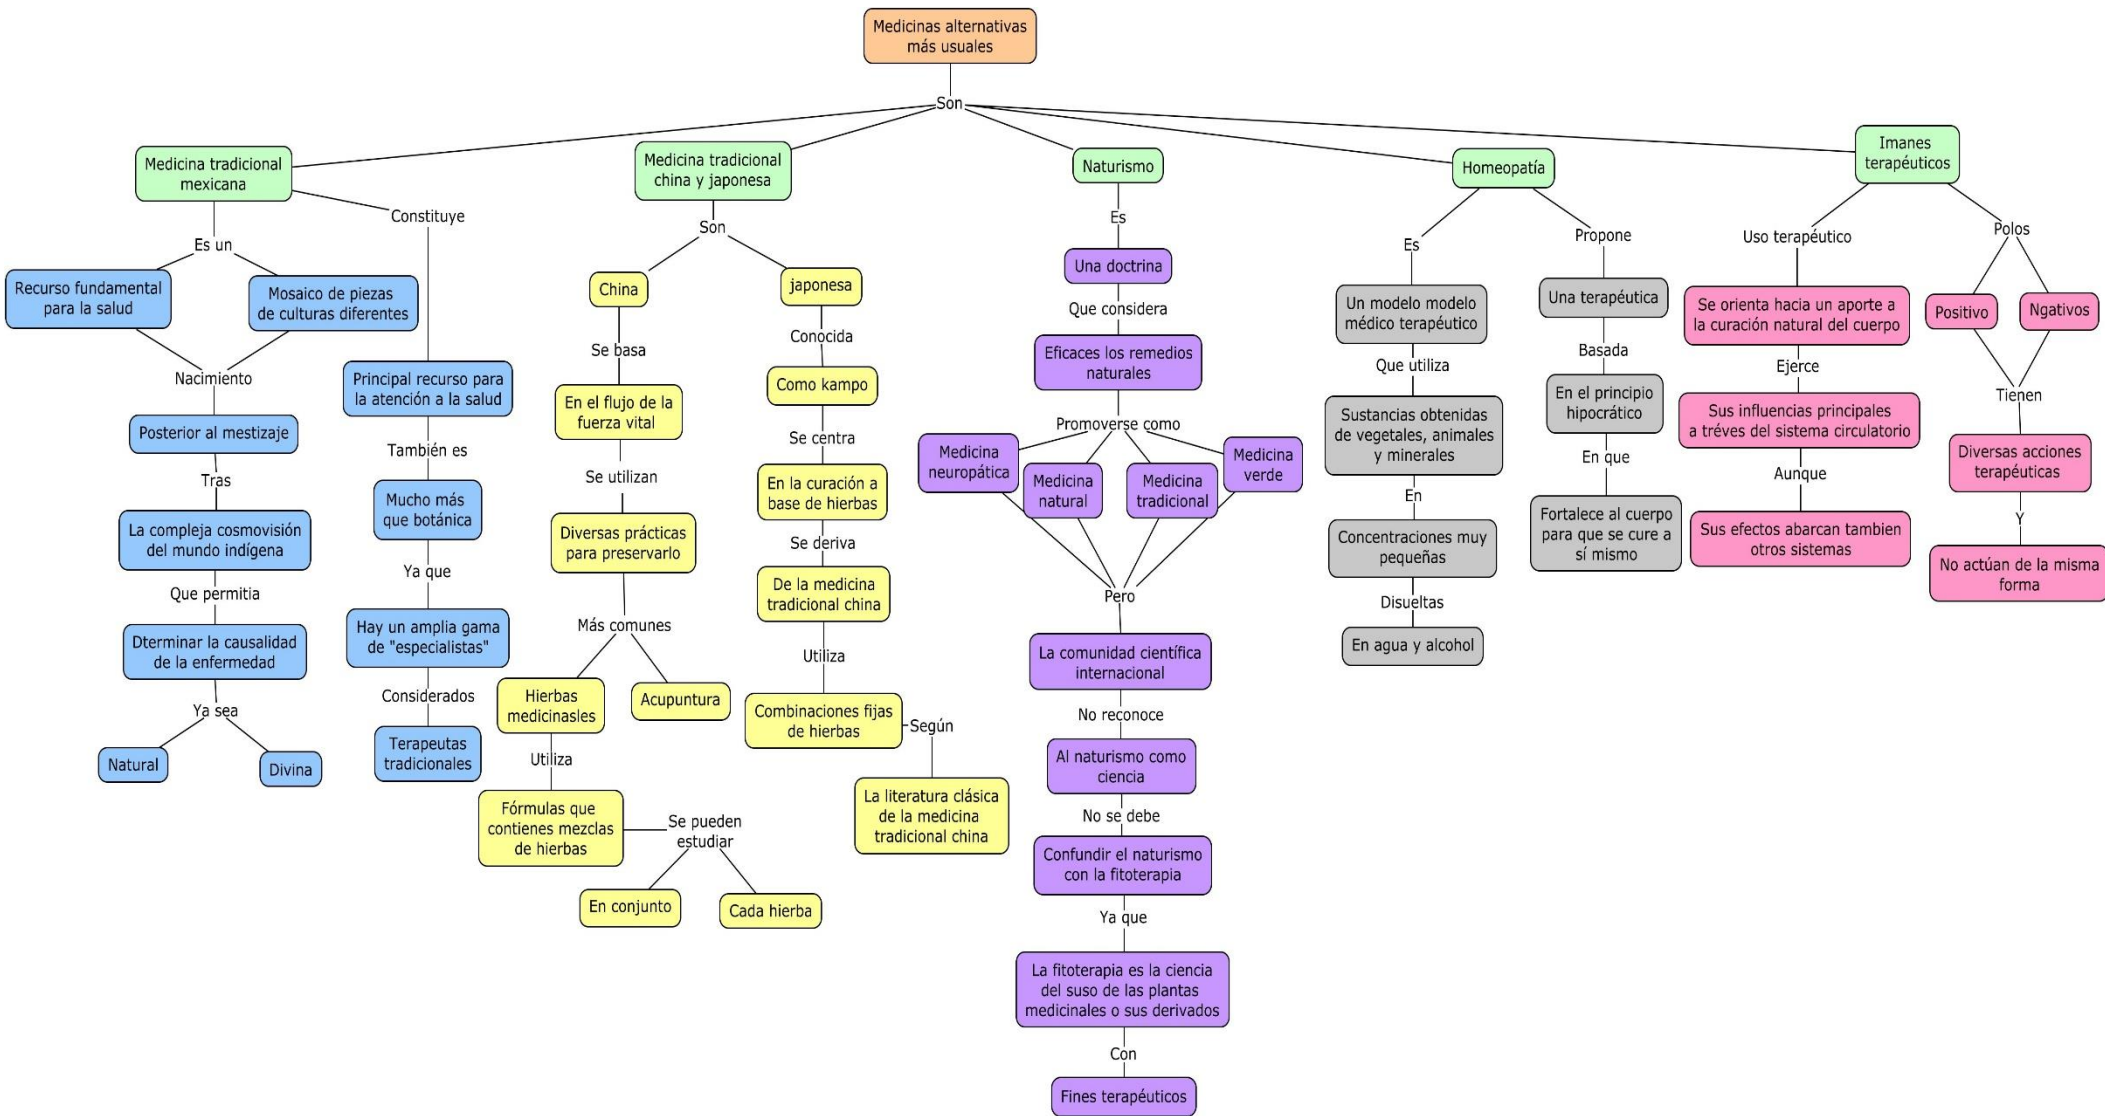 Medicinas alternativas
más usuales
Son
Medicina tradicional
mexicana
Es un
Recurso fundamental
para la salud
Mosaico de piezas
de culturas diferentes
Nacimiento
Posterior al mestizaje
Tras
La compleja cosmovisión
del mundo indígena
Que permitia
Dterminar la causalidad
de la enfermedad
Ya sea
Natural
Divina
Constituye
Principal recurso para
la atención a la salud
También es
Mucho más
que botánica
Ya que
Hay un amplia gama
de "especialistas"
Considerados
Terapeutas
tradicionales
Medicina tradicional
china y japonesa
Son
China
Se basa
En el flujo de la
fuerza vital
Se utilizan
Diversas prácticas
para preservarlo
Más comunes
Hierbas
medicinasles
Acupuntura
Utiliza
Fórmulas que
contienes mezclas
de hierbas
Se pueden
estudiar
En conjunto
Cada hierba
japonesa
Conocida
Como kampo
Se centra
En la curación a
base de hierbas
Se deriva
De la medicina
tradicional china
Utiliza
Combinaciones fijas
de hierbas
Según
La literatura clásica
de la medicina
tradicional china
Naturismo
Es
Una doctrina
Que considera
Eficaces los remedios
naturales
Promoverse como
Medicina
neuropática
Medicina
natural
Medicina
tradicional
Medicina
verde
Pero
La comunidad científica
internacional
No reconoce
Al naturismo como
ciencia
No se debe
Confundir el naturismo
con la fitoterapia
Ya que
La fitoterapia es la ciencia
del suso de las plantas
medicinales o sus derivados
Con
Fines terapéuticos
Homeopatía
Es
Un modelo modelo
médico terapéutico
Que utiliza
Sustancias obtenidas
de vegetales, animales
y minerales
En
Concentraciones muy
pequeñas
Disueltas
En agua y alcohol
Propone
Una terapéutica
Basada
En el principio
hipocrático
En que
Fortalece al cuerpo
para que se cure a
sí mismo
Imanes
terapéuticos
Uso terapéutico
Se orienta hacia un aporte a
la curación natural del cuerpo
Ejerce
Sus influencias principales
a tréves del sistema circulatorio
Aunque
Sus efectos abarcan tambien
otros sistemas
Polos
Positivo
Ngativos
Tienen
Diversas acciones
terapéuticas
Y
No actúan de la misma
forma